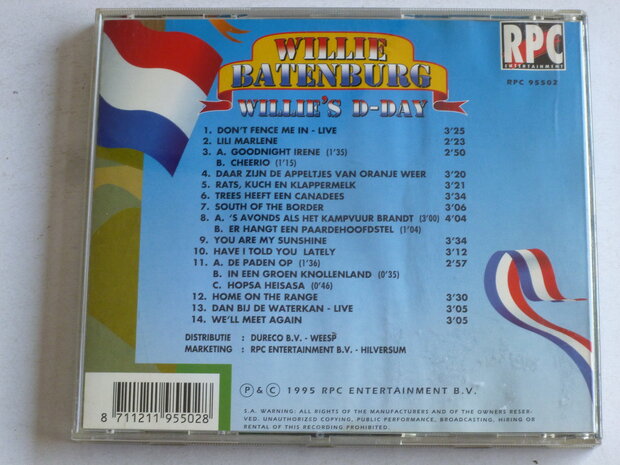 WILLIE
BATENBURG
WILLIE'S D-DAY
RPC
ENTERTAINMENT
RPC 95502
1. DON'T FENCE ME IN - LIVE 3'25
2. LILI MARLENE 2'23
3. A. GOODNIGHT IRENE (1'35) 2'50
B. CHEERIO (1'15)
4. DAAR ZIJN DE APPELTJES VAN ORANJE WEER 3'20
5. RATS, KUCH EN KLAPPERMELK 3'21
6. TREES HEEFT EEN CANADEES 3'34
7. SOUTH OF THE BORDER 3'06
8. A. 'S AVONDS ALS HET KAMPVUUR BRANDT (3'00) 4'04
B. ER HANGT EEN PAARDEHOOFDSTEL (1'04)
9. YOU ARE MY SUNSHINE 3'34
10. HAVE I TOLD YOU LATELY 3'12
11. A. DE PADEN OP (1'36) 2'57
B. IN EEN GROEN KNOLLENLAND (0'35)
C. HOPSA HEISASA (0'46)
12. HOME ON THE RANGE 3'30
13. DAN BIJ DE WATERKAN - LIVE 3'05
14. WE'LL MEET AGAIN 3'05
DISTRIBUTIE : DURECO B.V. - WEESP
MARKETING : RPC ENTERTAINMENT B.V. - HILVERSUM
P & C 1995 RPC ENTERTAINMENT B.V.
S.A. WARNING: ALL RIGHTS OF THE MANUFACTURERS AND OF THE OWNERS RESER-
VED. UNAUTHORIZED COPYING, PUBLIC PERFORMANCE, BROADCASTING, HIRING OR
RENTAL OF THIS RECORDING PROHIBITED.
8 711211 955028